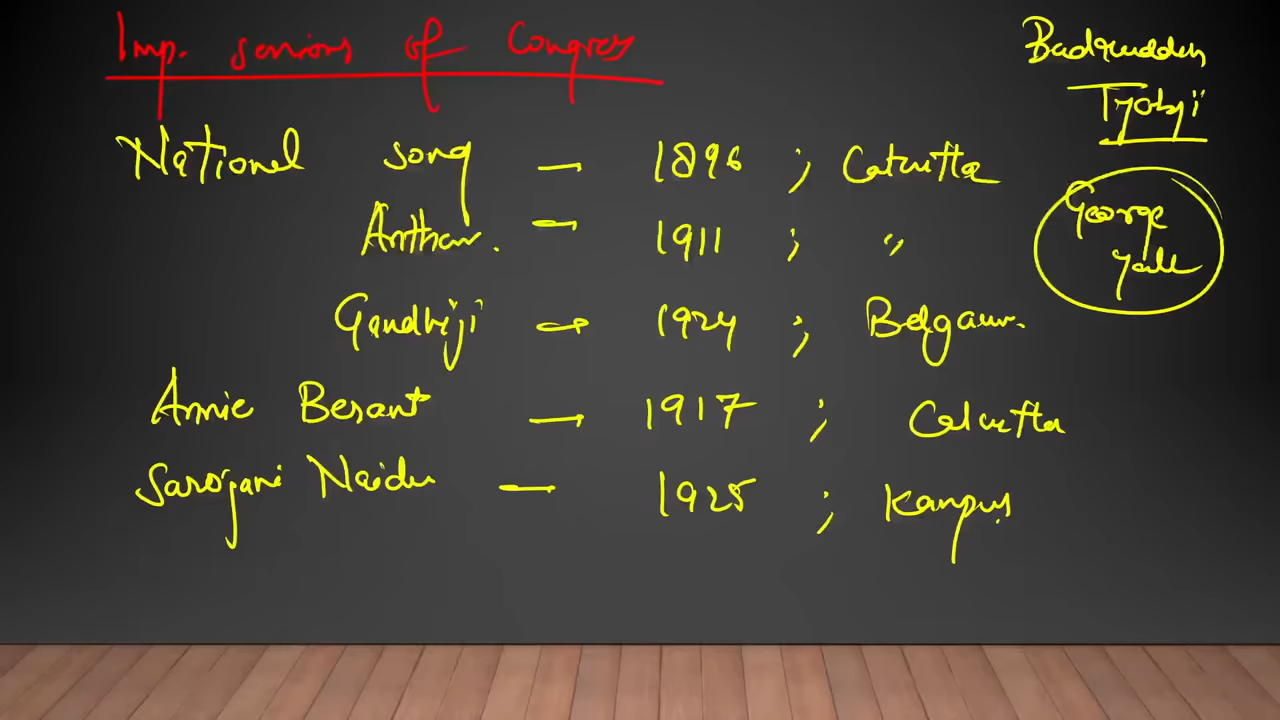 Imp. sessions of Congress
Badruddin
Tyabji
National song — 1896 ; Calcutta
Anthem. — 1911 ; "
George
Yule
Gandhiji → 1924 ; Belgaum.
Annie Besant → 1917 ; Calcutta
Sarojani Naidu — 1925 ; Kanpur